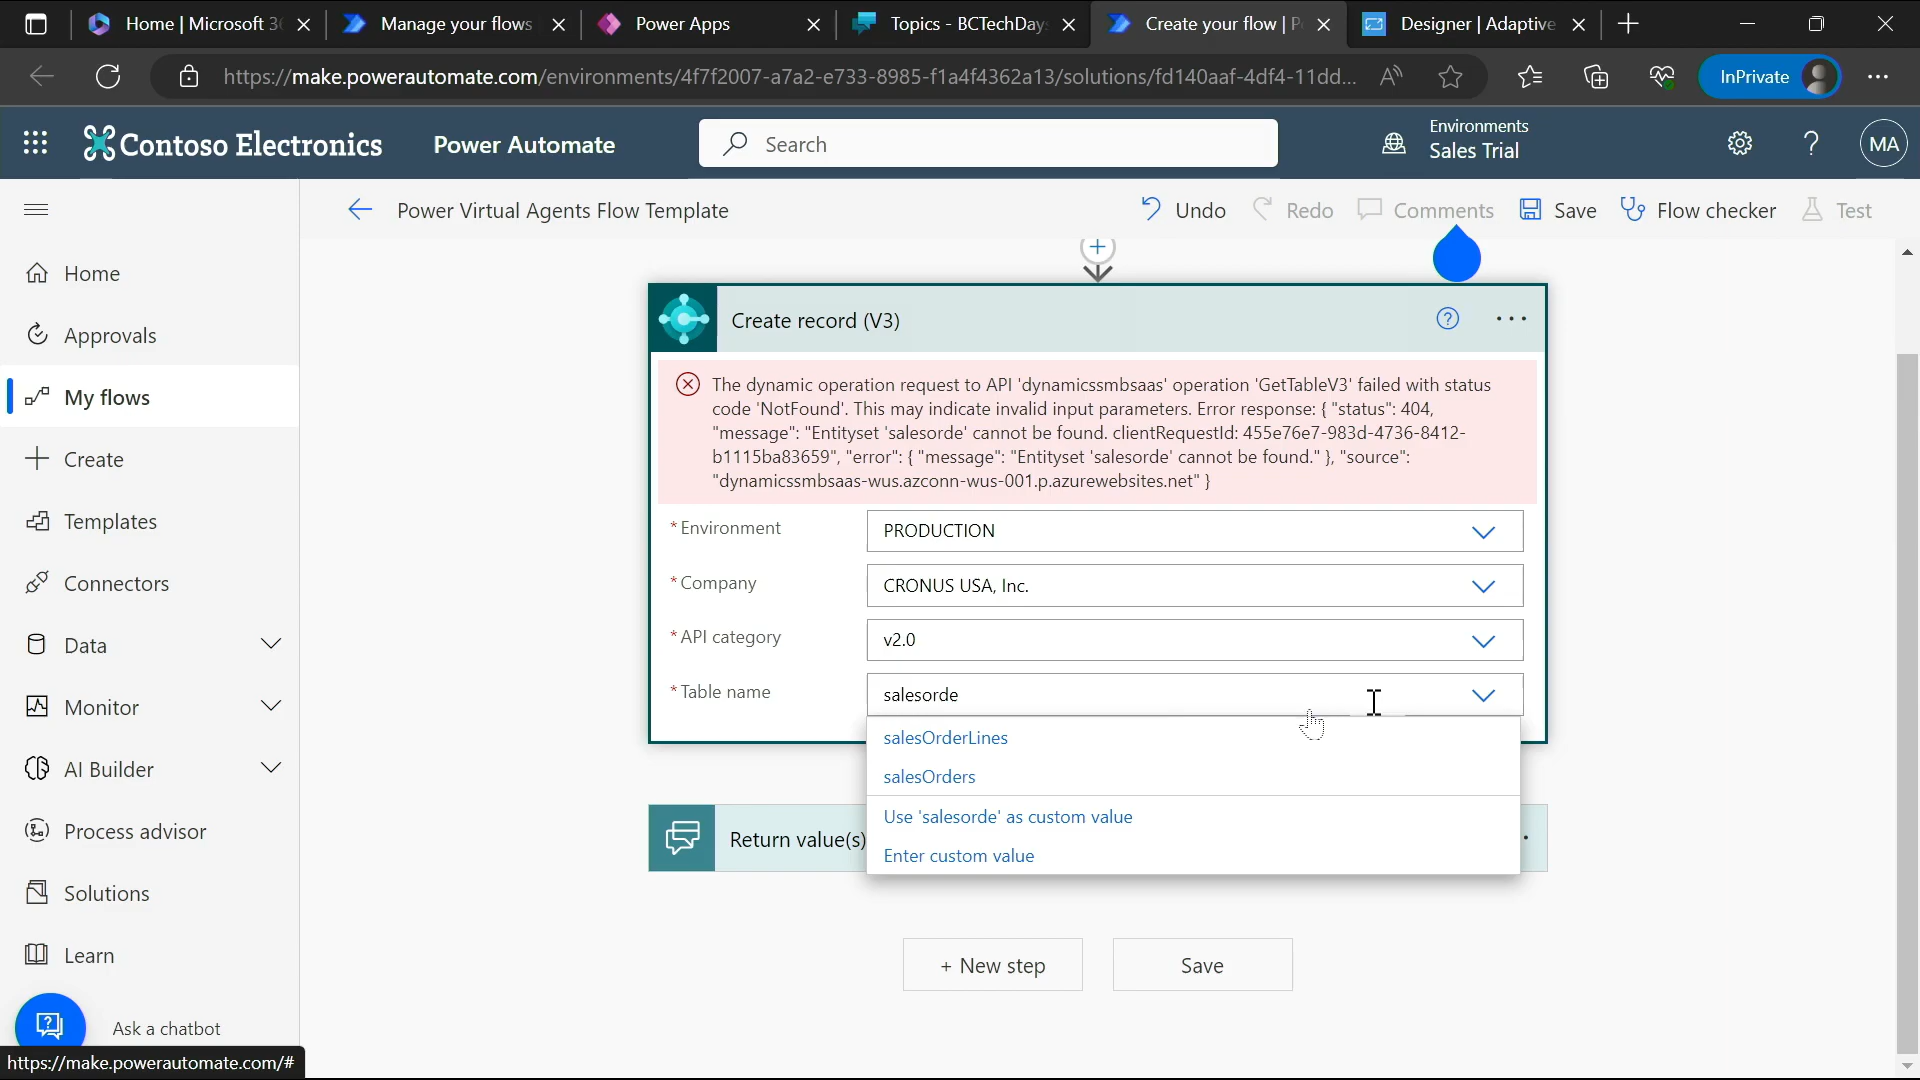 Home | Microsoft 3
Manage your flows
Power Apps
Topics - BCTechDay
Create your flow | P
Designer | Adaptive
https://make.powerautomate.com/environments/4f7f2007-a7a2-e733-8985-f1a4f4362a13/solutions/fd140aaf-4df4-11dd...
InPrivate
Contoso Electronics
Power Automate
Search
Environments
Sales Trial
MA
Power Virtual Agents Flow Template
Undo
Redo
Comments
Save
Flow checker
Test
Home
Approvals
My flows
Create
Templates
Connectors
Data
Monitor
AI Builder
Process advisor
Solutions
Learn
Ask a chatbot
https://make.powerautomate.com/#
Create record (V3)
The dynamic operation request to API 'dynamicssmbsaas' operation 'GetTableV3' failed with status
code 'NotFound'. This may indicate invalid input parameters. Error response: { "status": 404,
"message": "Entityset 'salesorde' cannot be found. clientRequestId: 455e76e7-983d-4736-8412-
b1115ba83659", "error": { "message": "Entityset 'salesorde' cannot be found." }, "source":
"dynamicssmbsaas-wus.azconn-wus-001.p.azurewebsites.net" }
* Environment
PRODUCTION
* Company
CRONUS USA, Inc.
* API category
v2.0
* Table name
salesorde
salesOrderLines
salesOrders
Use 'salesorde' as custom value
Enter custom value
Return value(s)
+ New step
Save